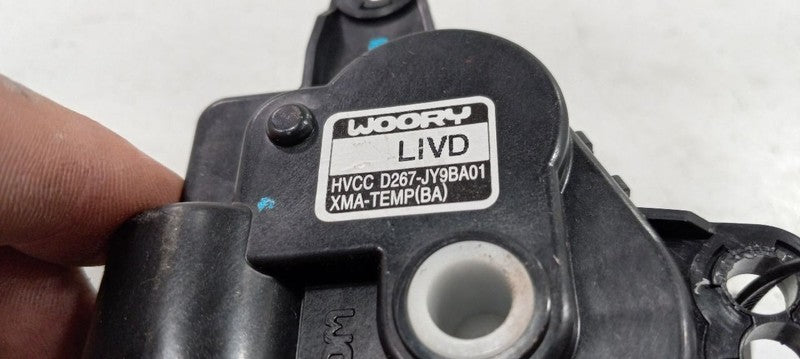 WOORY
LIVD
HVCC D267-JY9BA01
XMA-TEMP(BA)